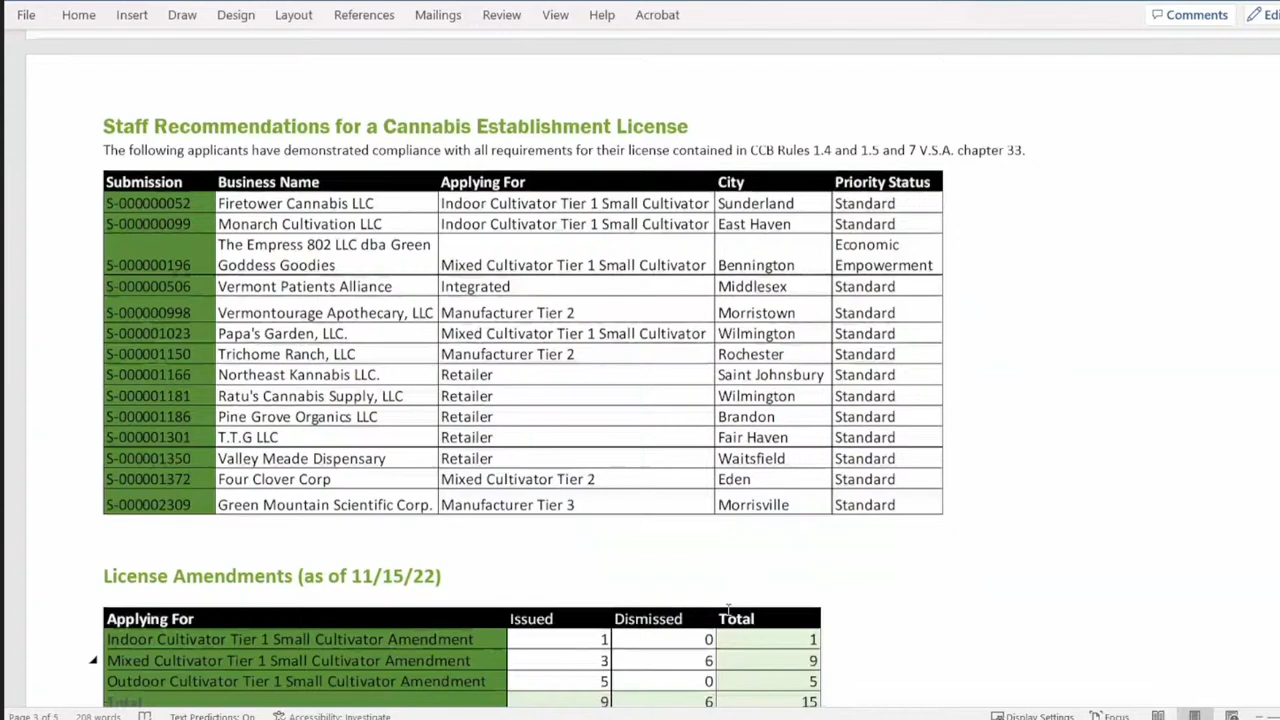 File Home Insert Draw Design Layout References Mailings Review View Help Acrobat Comments Edi
Staff Recommendations for a Cannabis Establishment License
The following applicants have demonstrated compliance with all requirements for their license contained in CCB Rules 1.4 and 1.5 and 7 V.S.A. chapter 33.
Submission Business Name Applying For City Priority Status
S-000000052 Firetower Cannabis LLC Indoor Cultivator Tier 1 Small Cultivator Sunderland Standard
S-000000099 Monarch Cultivation LLC Indoor Cultivator Tier 1 Small Cultivator East Haven Standard
The Empress 802 LLC dba Green Economic
S-000000196 Goddess Goodies Mixed Cultivator Tier 1 Small Cultivator Bennington Empowerment
S-000000506 Vermont Patients Alliance Integrated Middlesex Standard
S-000000998 Vermontourage Apothecary, LLC Manufacturer Tier 2 Morristown Standard
S-000001023 Papa's Garden, LLC. Mixed Cultivator Tier 1 Small Cultivator Wilmington Standard
S-000001150 Trichome Ranch, LLC Manufacturer Tier 2 Rochester Standard
S-000001166 Northeast Kannabis LLC. Retailer Saint Johnsbury Standard
S-000001181 Ratu's Cannabis Supply, LLC Retailer Wilmington Standard
S-000001186 Pine Grove Organics LLC Retailer Brandon Standard
S-000001301 T.T.G LLC Retailer Fair Haven Standard
S-000001350 Valley Meade Dispensary Retailer Waitsfield Standard
S-000001372 Four Clover Corp Mixed Cultivator Tier 2 Eden Standard
S-000002309 Green Mountain Scientific Corp. Manufacturer Tier 3 Morrisville Standard
License Amendments (as of 11/15/22)
Applying For Issued Dismissed Total
Indoor Cultivator Tier 1 Small Cultivator Amendment 1 0 1
Mixed Cultivator Tier 1 Small Cultivator Amendment 3 6 9
Outdoor Cultivator Tier 1 Small Cultivator Amendment 5 0 5
Total 9 6 15
Page 3 of 5 208 words Text Predictions: On Accessibility: Investigate Display Settings Focus